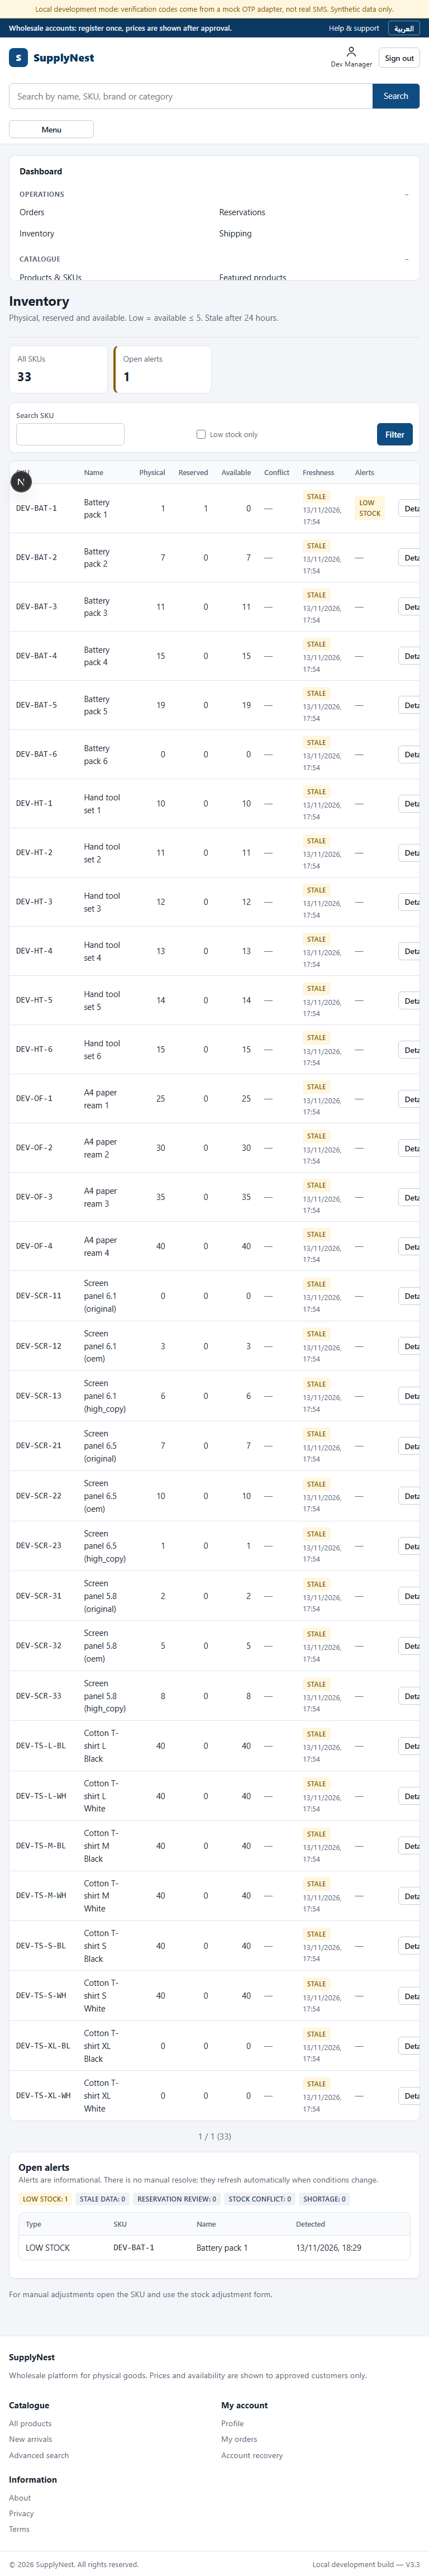 Local development mode: verification codes come from a mock OTP adapter, not real SMS. Synthetic data only.
Wholesale accounts: register once, prices are shown after approval.
Help & support
العربية
S
SupplyNest
Dev Manager
Sign out
Search by name, SKU, brand or category
Search
Menu
Dashboard
OPERATIONS
Orders Reservations
Inventory Shipping
CATALOGUE
Products & SKUs Featured products
Inventory
Physical, reserved and available. Low = available ≤ 5. Stale after 24 hours.
All SKUs
33
Open alerts
1
Search SKU
Low stock only
Filter
Name Physical Reserved Available Conflict Freshness Alerts
N
DEV-BAT-1 Battery pack 1 1 1 0 — STALE 13/11/2026, 17:54 LOW STOCK
DEV-BAT-2 Battery pack 2 7 0 7 — STALE 13/11/2026, 17:54 —
DEV-BAT-3 Battery pack 3 11 0 11 — STALE 13/11/2026, 17:54 —
DEV-BAT-4 Battery pack 4 15 0 15 — STALE 13/11/2026, 17:54 —
DEV-BAT-5 Battery pack 5 19 0 19 — STALE 13/11/2026, 17:54 —
DEV-BAT-6 Battery pack 6 0 0 0 — STALE 13/11/2026, 17:54 —
DEV-HT-1 Hand tool set 1 10 0 10 — STALE 13/11/2026, 17:54 —
DEV-HT-2 Hand tool set 2 11 0 11 — STALE 13/11/2026, 17:54 —
DEV-HT-3 Hand tool set 3 12 0 12 — STALE 13/11/2026, 17:54 —
DEV-HT-4 Hand tool set 4 13 0 13 — STALE 13/11/2026, 17:54 —
DEV-HT-5 Hand tool set 5 14 0 14 — STALE 13/11/2026, 17:54 —
DEV-HT-6 Hand tool set 6 15 0 15 — STALE 13/11/2026, 17:54 —
DEV-OF-1 A4 paper ream 1 25 0 25 — STALE 13/11/2026, 17:54 —
DEV-OF-2 A4 paper ream 2 30 0 30 — STALE 13/11/2026, 17:54 —
DEV-OF-3 A4 paper ream 3 35 0 35 — STALE 13/11/2026, 17:54 —
DEV-OF-4 A4 paper ream 4 40 0 40 — STALE 13/11/2026, 17:54 —
DEV-SCR-11 Screen panel 6.1 (original) 0 0 0 — STALE 13/11/2026, 17:54 —
DEV-SCR-12 Screen panel 6.1 (oem) 3 0 3 — STALE 13/11/2026, 17:54 —
DEV-SCR-13 Screen panel 6.1 (high_copy) 6 0 6 — STALE 13/11/2026, 17:54 —
DEV-SCR-21 Screen panel 6.5 (original) 7 0 7 — STALE 13/11/2026, 17:54 —
DEV-SCR-22 Screen panel 6.5 (oem) 10 0 10 — STALE 13/11/2026, 17:54 —
DEV-SCR-23 Screen panel 6.5 (high_copy) 1 0 1 — STALE 13/11/2026, 17:54 —
DEV-SCR-31 Screen panel 5.8 (original) 2 0 2 — STALE 13/11/2026, 17:54 —
DEV-SCR-32 Screen panel 5.8 (oem) 5 0 5 — STALE 13/11/2026, 17:54 —
DEV-SCR-33 Screen panel 5.8 (high_copy) 8 0 8 — STALE 13/11/2026, 17:54 —
DEV-TS-L-BL Cotton T-shirt L Black 40 0 40 — STALE 13/11/2026, 17:54 —
DEV-TS-L-WH Cotton T-shirt L White 40 0 40 — STALE 13/11/2026, 17:54 —
DEV-TS-M-BL Cotton T-shirt M Black 40 0 40 — STALE 13/11/2026, 17:54 —
DEV-TS-M-WH Cotton T-shirt M White 40 0 40 — STALE 13/11/2026, 17:54 —
DEV-TS-S-BL Cotton T-shirt S Black 40 0 40 — STALE 13/11/2026, 17:54 —
DEV-TS-S-WH Cotton T-shirt S White 40 0 40 — STALE 13/11/2026, 17:54 —
DEV-TS-XL-BL Cotton T-shirt XL Black 0 0 0 — STALE 13/11/2026, 17:54 —
DEV-TS-XL-WH Cotton T-shirt XL White 0 0 0 — STALE 13/11/2026, 17:54 —
1 / 1 (33)
Open alerts
Alerts are informational. There is no manual resolve; they refresh automatically when conditions change.
LOW STOCK: 1 STALE DATA: 0 RESERVATION REVIEW: 0 STOCK CONFLICT: 0 SHORTAGE: 0
Type SKU Name Detected
LOW STOCK DEV-BAT-1 Battery pack 1 13/11/2026, 18:29
For manual adjustments open the SKU and use the stock adjustment form.
SupplyNest
Wholesale platform for physical goods. Prices and availability are shown to approved customers only.
Catalogue
All products
New arrivals
Advanced search
My account
Profile
My orders
Account recovery
Information
About
Privacy
Terms
© 2026 SupplyNest. All rights reserved.
Local development build — V3.3